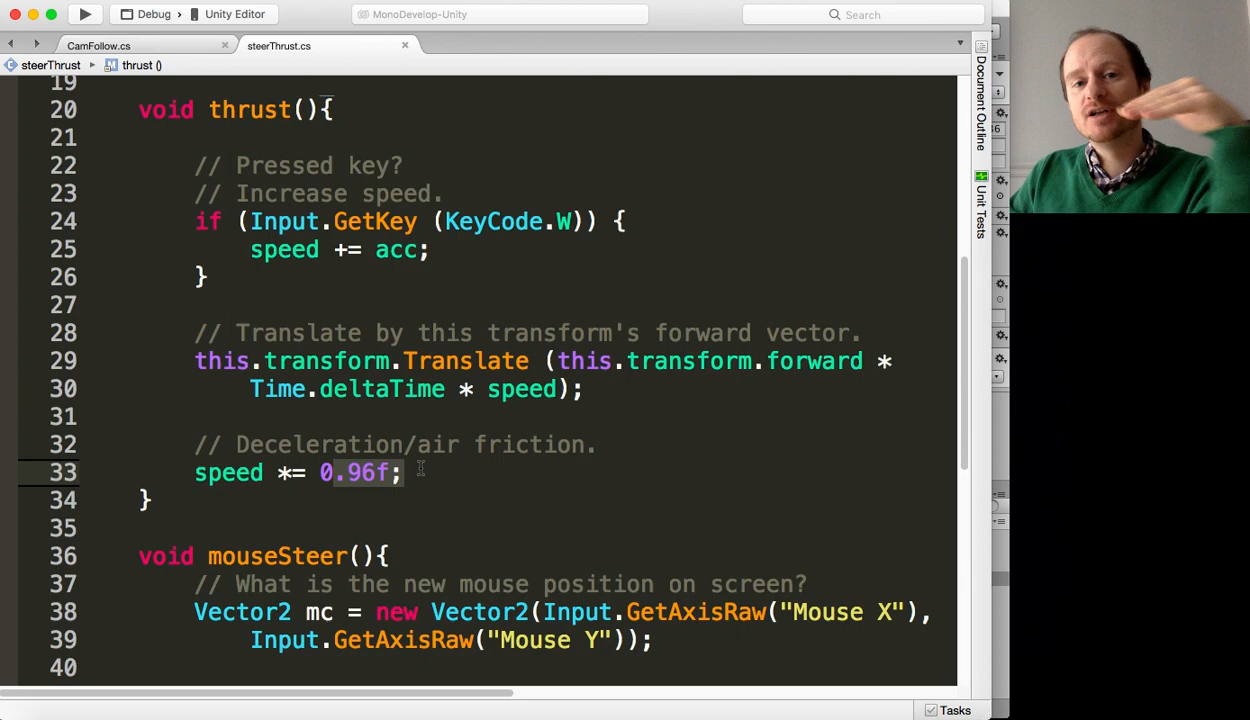 Debug
Unity Editor
MonoDevelop-Unity
Search
CamFollow.cs
steerThrust.cs
steerThrust
thrust ()
19
20 void thrust(){
21
22 // Pressed key?
23 // Increase speed.
24 if (Input.GetKey (KeyCode.W)) {
25 speed += acc;
26 }
27
28 // Translate by this transform's forward vector.
29 this.transform.Translate (this.transform.forward *
30 Time.deltaTime * speed);
31
32 // Deceleration/air friction.
33 speed *= 0.96f;
34 }
35
36 void mouseSteer(){
37 // What is the new mouse position on screen?
38 Vector2 mc = new Vector2(Input.GetAxisRaw("Mouse X"),
39 Input.GetAxisRaw("Mouse Y"));
40
Document Outline
Unit Tests
Tasks